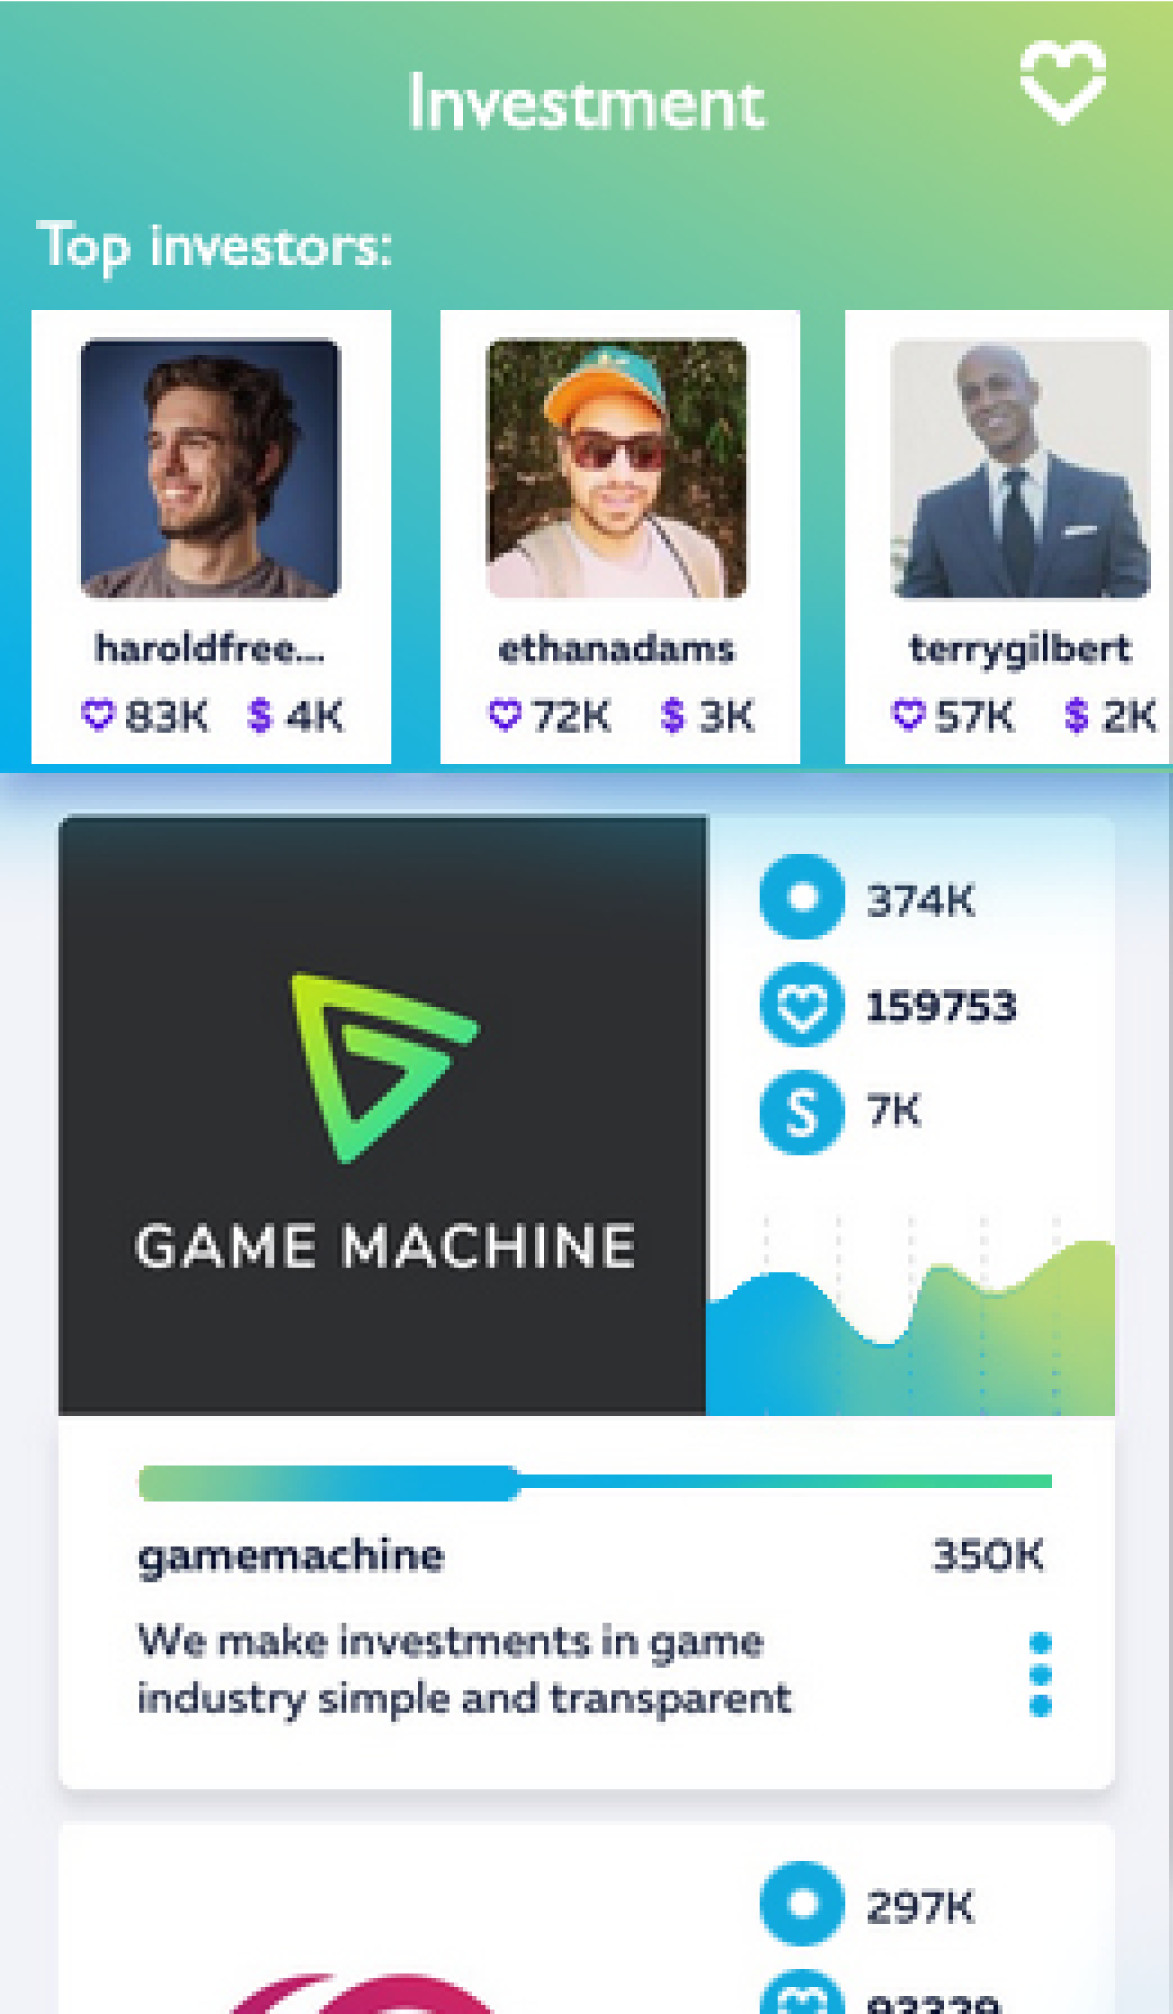 Investment
Top investors:
haroldfree...
83K $ 4K
ethanadams
72K $ 3K
terrygilbert
57K $ 2K
GAME MACHINE
374K
159753
S 7K
gamemachine 350K
We make investments in game
industry simple and transparent
297K
93329